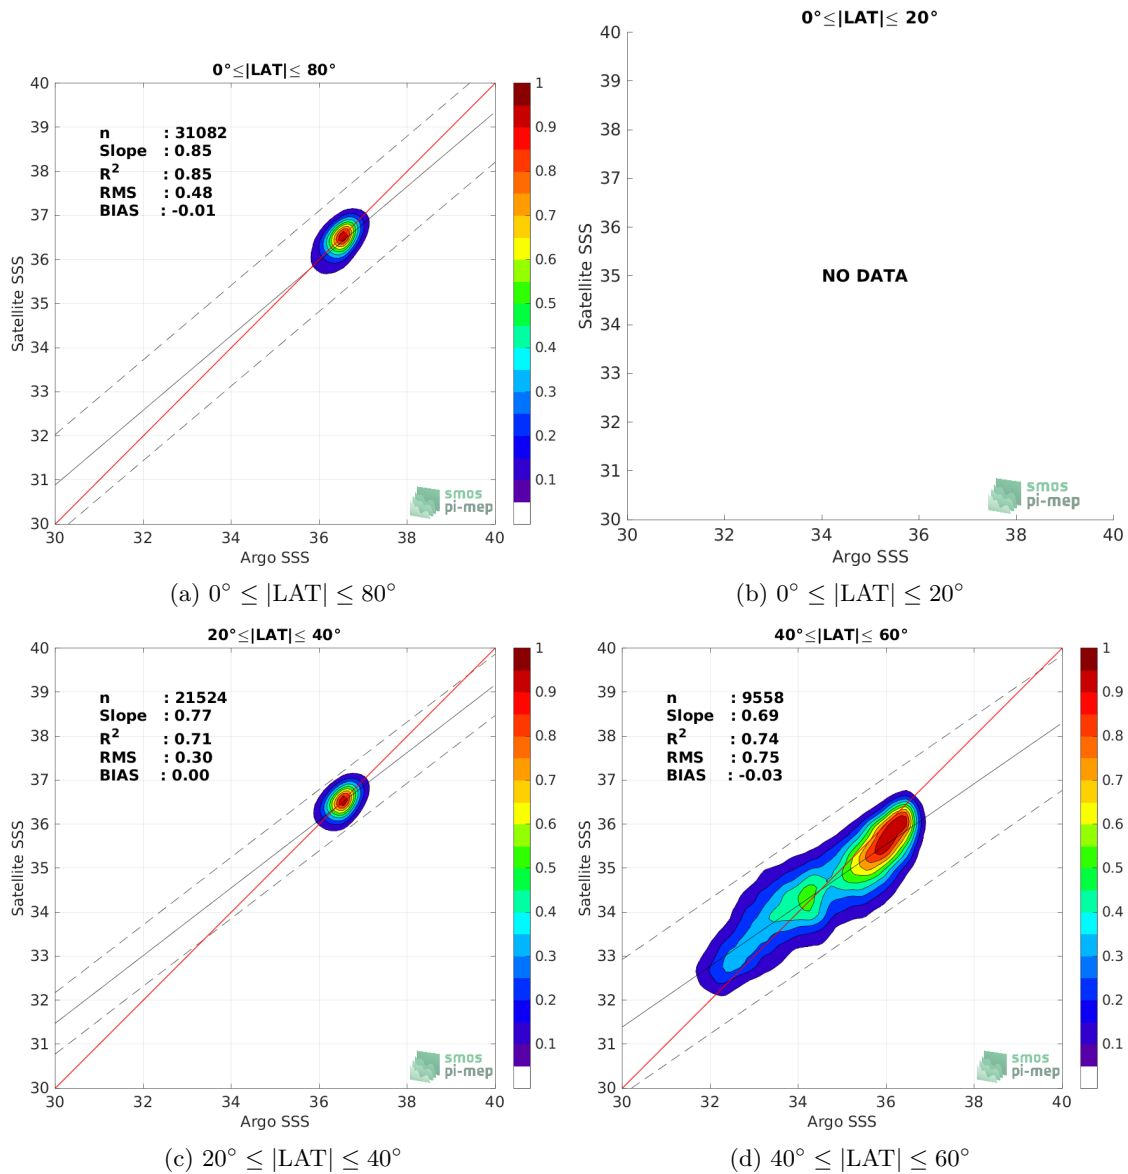 0°≤|LAT|≤ 80°
40
39
38
37
36
35
34
33
32
31
30
Satellite SSS
n : 31082
Slope : 0.85
R² : 0.85
RMS : 0.48
BIAS : -0.01
smos
pi-mep
30 32 34 36 38 40
Argo SSS
1
0.9
0.8
0.7
0.6
0.5
0.4
0.3
0.2
0.1
(a) 0° ≤ |LAT| ≤ 80°
0°≤|LAT|≤ 20°
40
39
38
37
36
35
34
33
32
31
30
Satellite SSS
NO DATA
smos
pi-mep
30 32 34 36 38 40
Argo SSS
(b) 0° ≤ |LAT| ≤ 20°
20°≤|LAT|≤ 40°
40
39
38
37
36
35
34
33
32
31
30
Satellite SSS
n : 21524
Slope : 0.77
R² : 0.71
RMS : 0.30
BIAS : 0.00
smos
pi-mep
30 32 34 36 38 40
Argo SSS
1
0.9
0.8
0.7
0.6
0.5
0.4
0.3
0.2
0.1
(c) 20° ≤ |LAT| ≤ 40°
40°≤|LAT|≤ 60°
40
39
38
37
36
35
34
33
32
31
30
Satellite SSS
n : 9558
Slope : 0.69
R² : 0.74
RMS : 0.75
BIAS : -0.03
smos
pi-mep
30 32 34 36 38 40
Argo SSS
1
0.9
0.8
0.7
0.6
0.5
0.4
0.3
0.2
0.1
(d) 40° ≤ |LAT| ≤ 60°